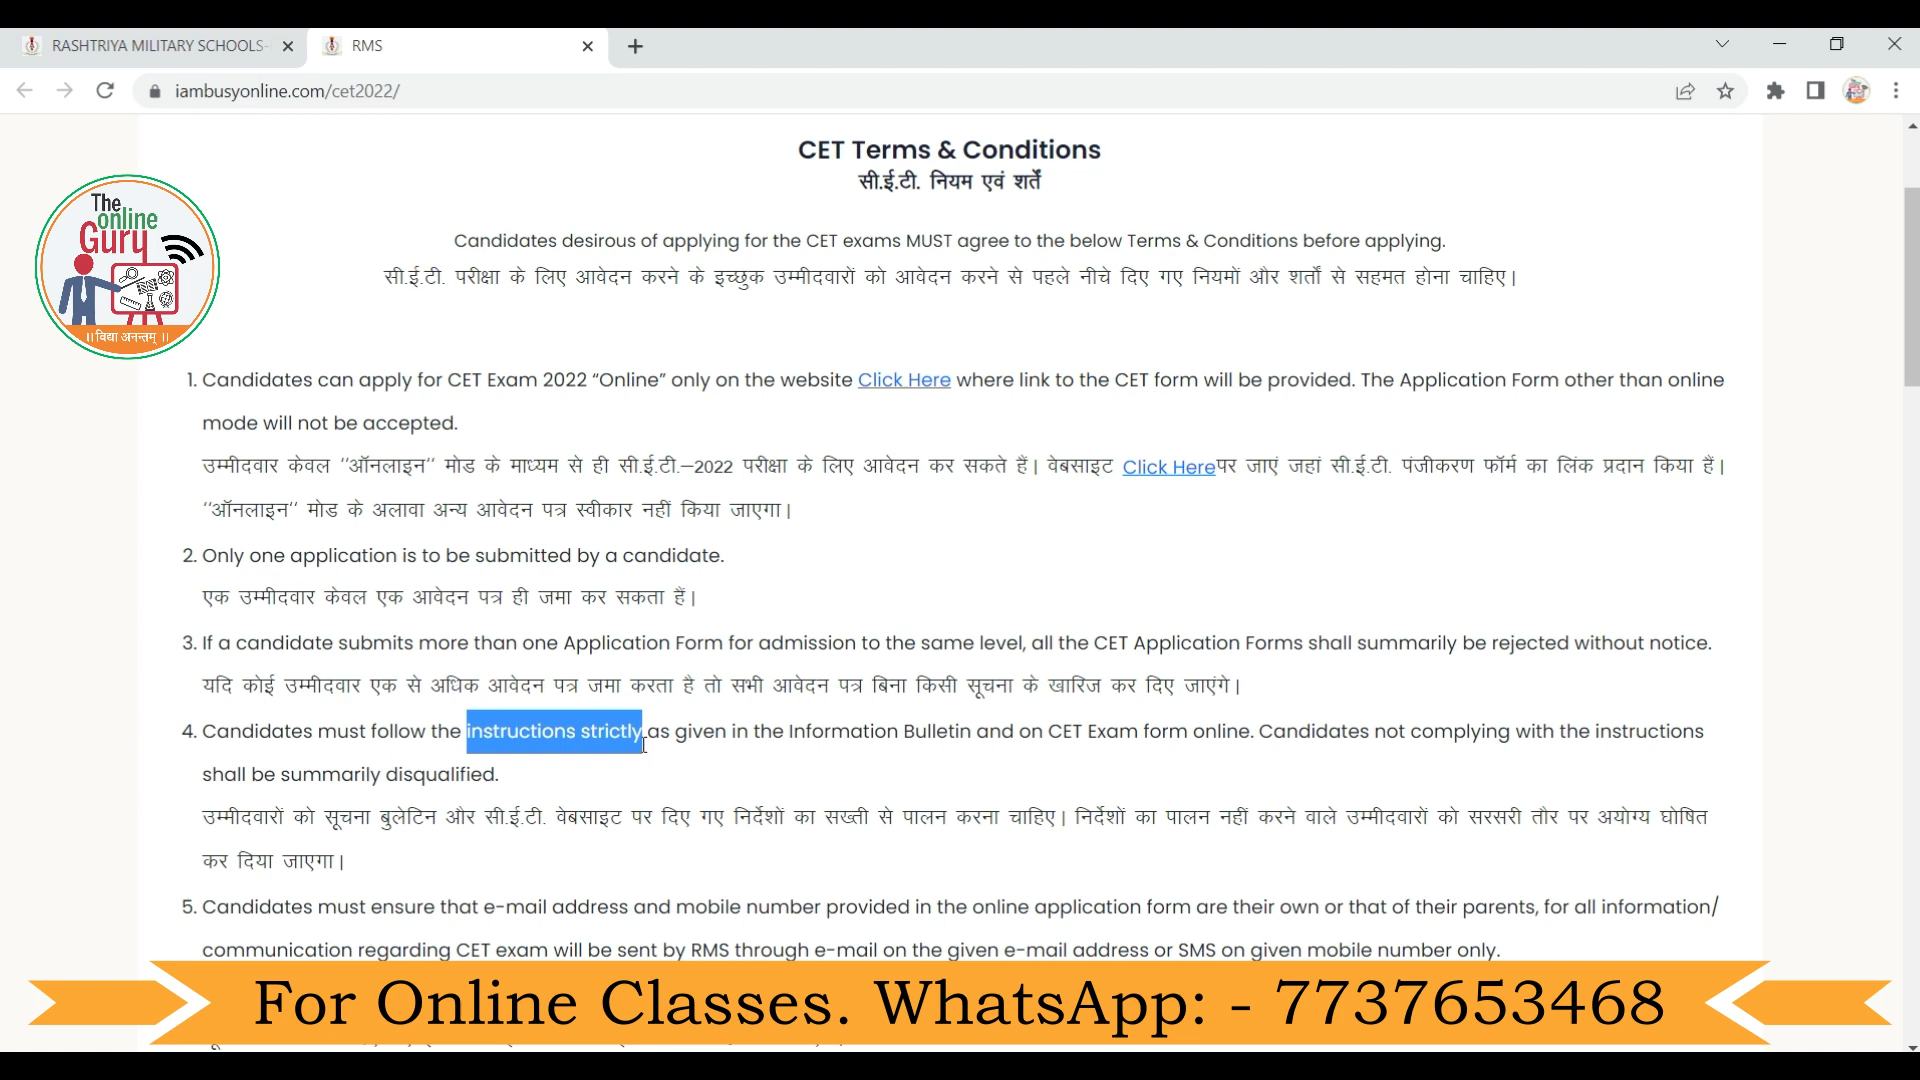 RASHTRIYA MILITARY SCHOOLS-
RMS
iambusyonline.com/cet2022/
The
online
Guru
।। विद्या अनन्तम् ।।
CET Terms & Conditions
सी.ई.टी. नियम एवं शर्तें
Candidates desirous of applying for the CET exams MUST agree to the below Terms & Conditions before applying.
सी.ई.टी. परीक्षा के लिए आवेदन करने के इच्छुक उम्मीदवारों को आवेदन करने से पहले नीचे दिए गए नियमों और शर्तों से सहमत होना चाहिए।
1. Candidates can apply for CET Exam 2022 “Online” only on the website Click Here where link to the CET form will be provided. The Application Form other than online
mode will not be accepted.
उम्मीदवार केवल ‘‘ऑनलाइन‘‘ मोड के माध्यम से ही सी.ई.टी.–2022 परीक्षा के लिए आवेदन कर सकते हैं। वेबसाइट Click Hereपर जाएं जहां सी.ई.टी. पंजीकरण फॉर्म का लिंक प्रदान किया हैं।
‘‘ऑनलाइन‘‘ मोड के अलावा अन्य आवेदन पत्र स्वीकार नहीं किया जाएगा।
2. Only one application is to be submitted by a candidate.
एक उम्मीदवार केवल एक आवेदन पत्र ही जमा कर सकता हैं।
3. If a candidate submits more than one Application Form for admission to the same level, all the CET Application Forms shall summarily be rejected without notice.
यदि कोई उम्मीदवार एक से अधिक आवेदन पत्र जमा करता है तो सभी आवेदन पत्र बिना किसी सूचना के खारिज कर दिए जाएंगे।
4. Candidates must follow the instructions strictly as given in the Information Bulletin and on CET Exam form online. Candidates not complying with the instructions
shall be summarily disqualified.
उम्मीदवारों को सूचना बुलेटिन और सी.ई.टी. वेबसाइट पर दिए गए निर्देशों का सख्ती से पालन करना चाहिए। निर्देशों का पालन नहीं करने वाले उम्मीदवारों को सरसरी तौर पर अयोग्य घोषित
कर दिया जाएगा।
5. Candidates must ensure that e-mail address and mobile number provided in the online application form are their own or that of their parents, for all information/
communication regarding CET exam will be sent by RMS through e-mail on the given e-mail address or SMS on given mobile number only.
For Online Classes. WhatsApp: - 7737653468